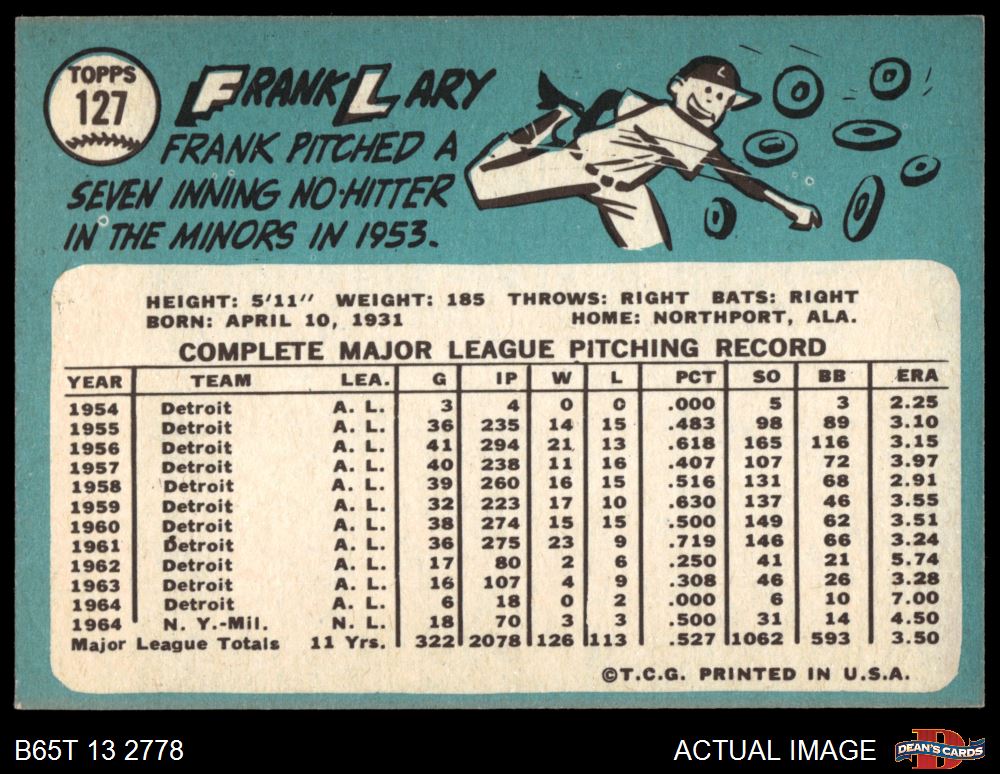 TOPPS
127
FRANK LARY
FRANK PITCHED A
SEVEN INNING NO-HITTER
IN THE MINORS IN 1953.
L
HEIGHT: 5'11" WEIGHT: 185 THROWS: RIGHT BATS: RIGHT
BORN: APRIL 10, 1931 HOME: NORTHPORT, ALA.
COMPLETE MAJOR LEAGUE PITCHING RECORD
YEAR TEAM LEA. G IP W L PCT SO BB ERA
1954 Detroit A. L. 3 4 0 0 .000 5 3 2.25
1955 Detroit A. L. 36 235 14 15 .483 98 89 3.10
1956 Detroit A. L. 41 294 21 13 .618 165 116 3.15
1957 Detroit A. L. 40 238 11 16 .407 107 72 3.97
1958 Detroit A. L. 39 260 16 15 .516 131 68 2.91
1959 Detroit A. L. 32 223 17 10 .630 137 46 3.55
1960 Detroit A. L. 38 274 15 15 .500 149 62 3.51
1961 Detroit A. L. 36 275 23 9 .719 146 66 3.24
1962 Detroit A. L. 17 80 2 6 .250 41 21 5.74
1963 Detroit A. L. 16 107 4 9 .308 46 26 3.28
1964 Detroit A. L. 6 18 0 2 .000 6 10 7.00
1964 N. Y.-Mil. N. L. 18 70 3 3 .500 31 14 4.50
Major League Totals 11 Yrs. 322 2078 126 113 .527 1062 593 3.50
©T.C.G. PRINTED IN U.S.A.
B65T 13 2778 ACTUAL IMAGE DEAN'S CARDS